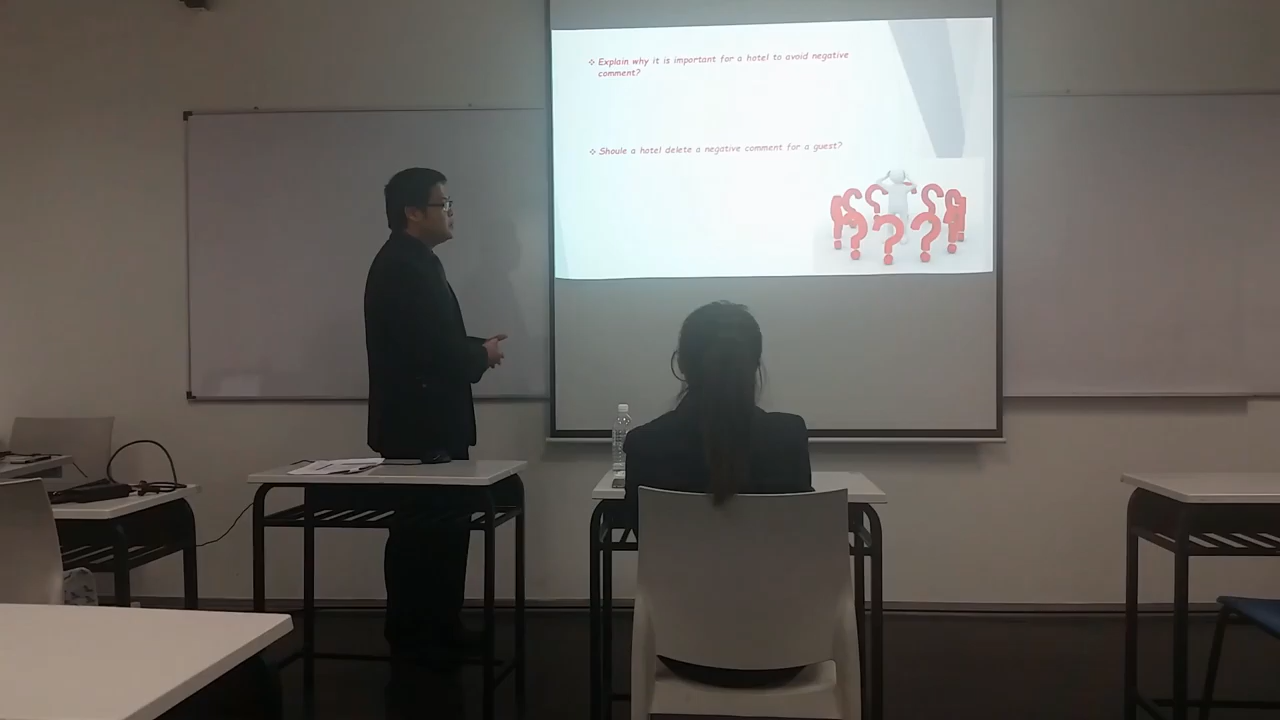 ❖ Explain why it is important for a hotel to avoid negative
comment?
❖ Shoule a hotel delete a negative comment for a guest?